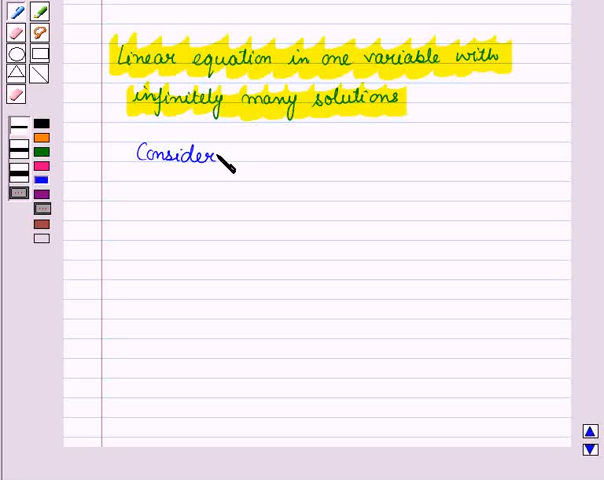 Linear equation in one variable with
infinitely many solutions
Consider